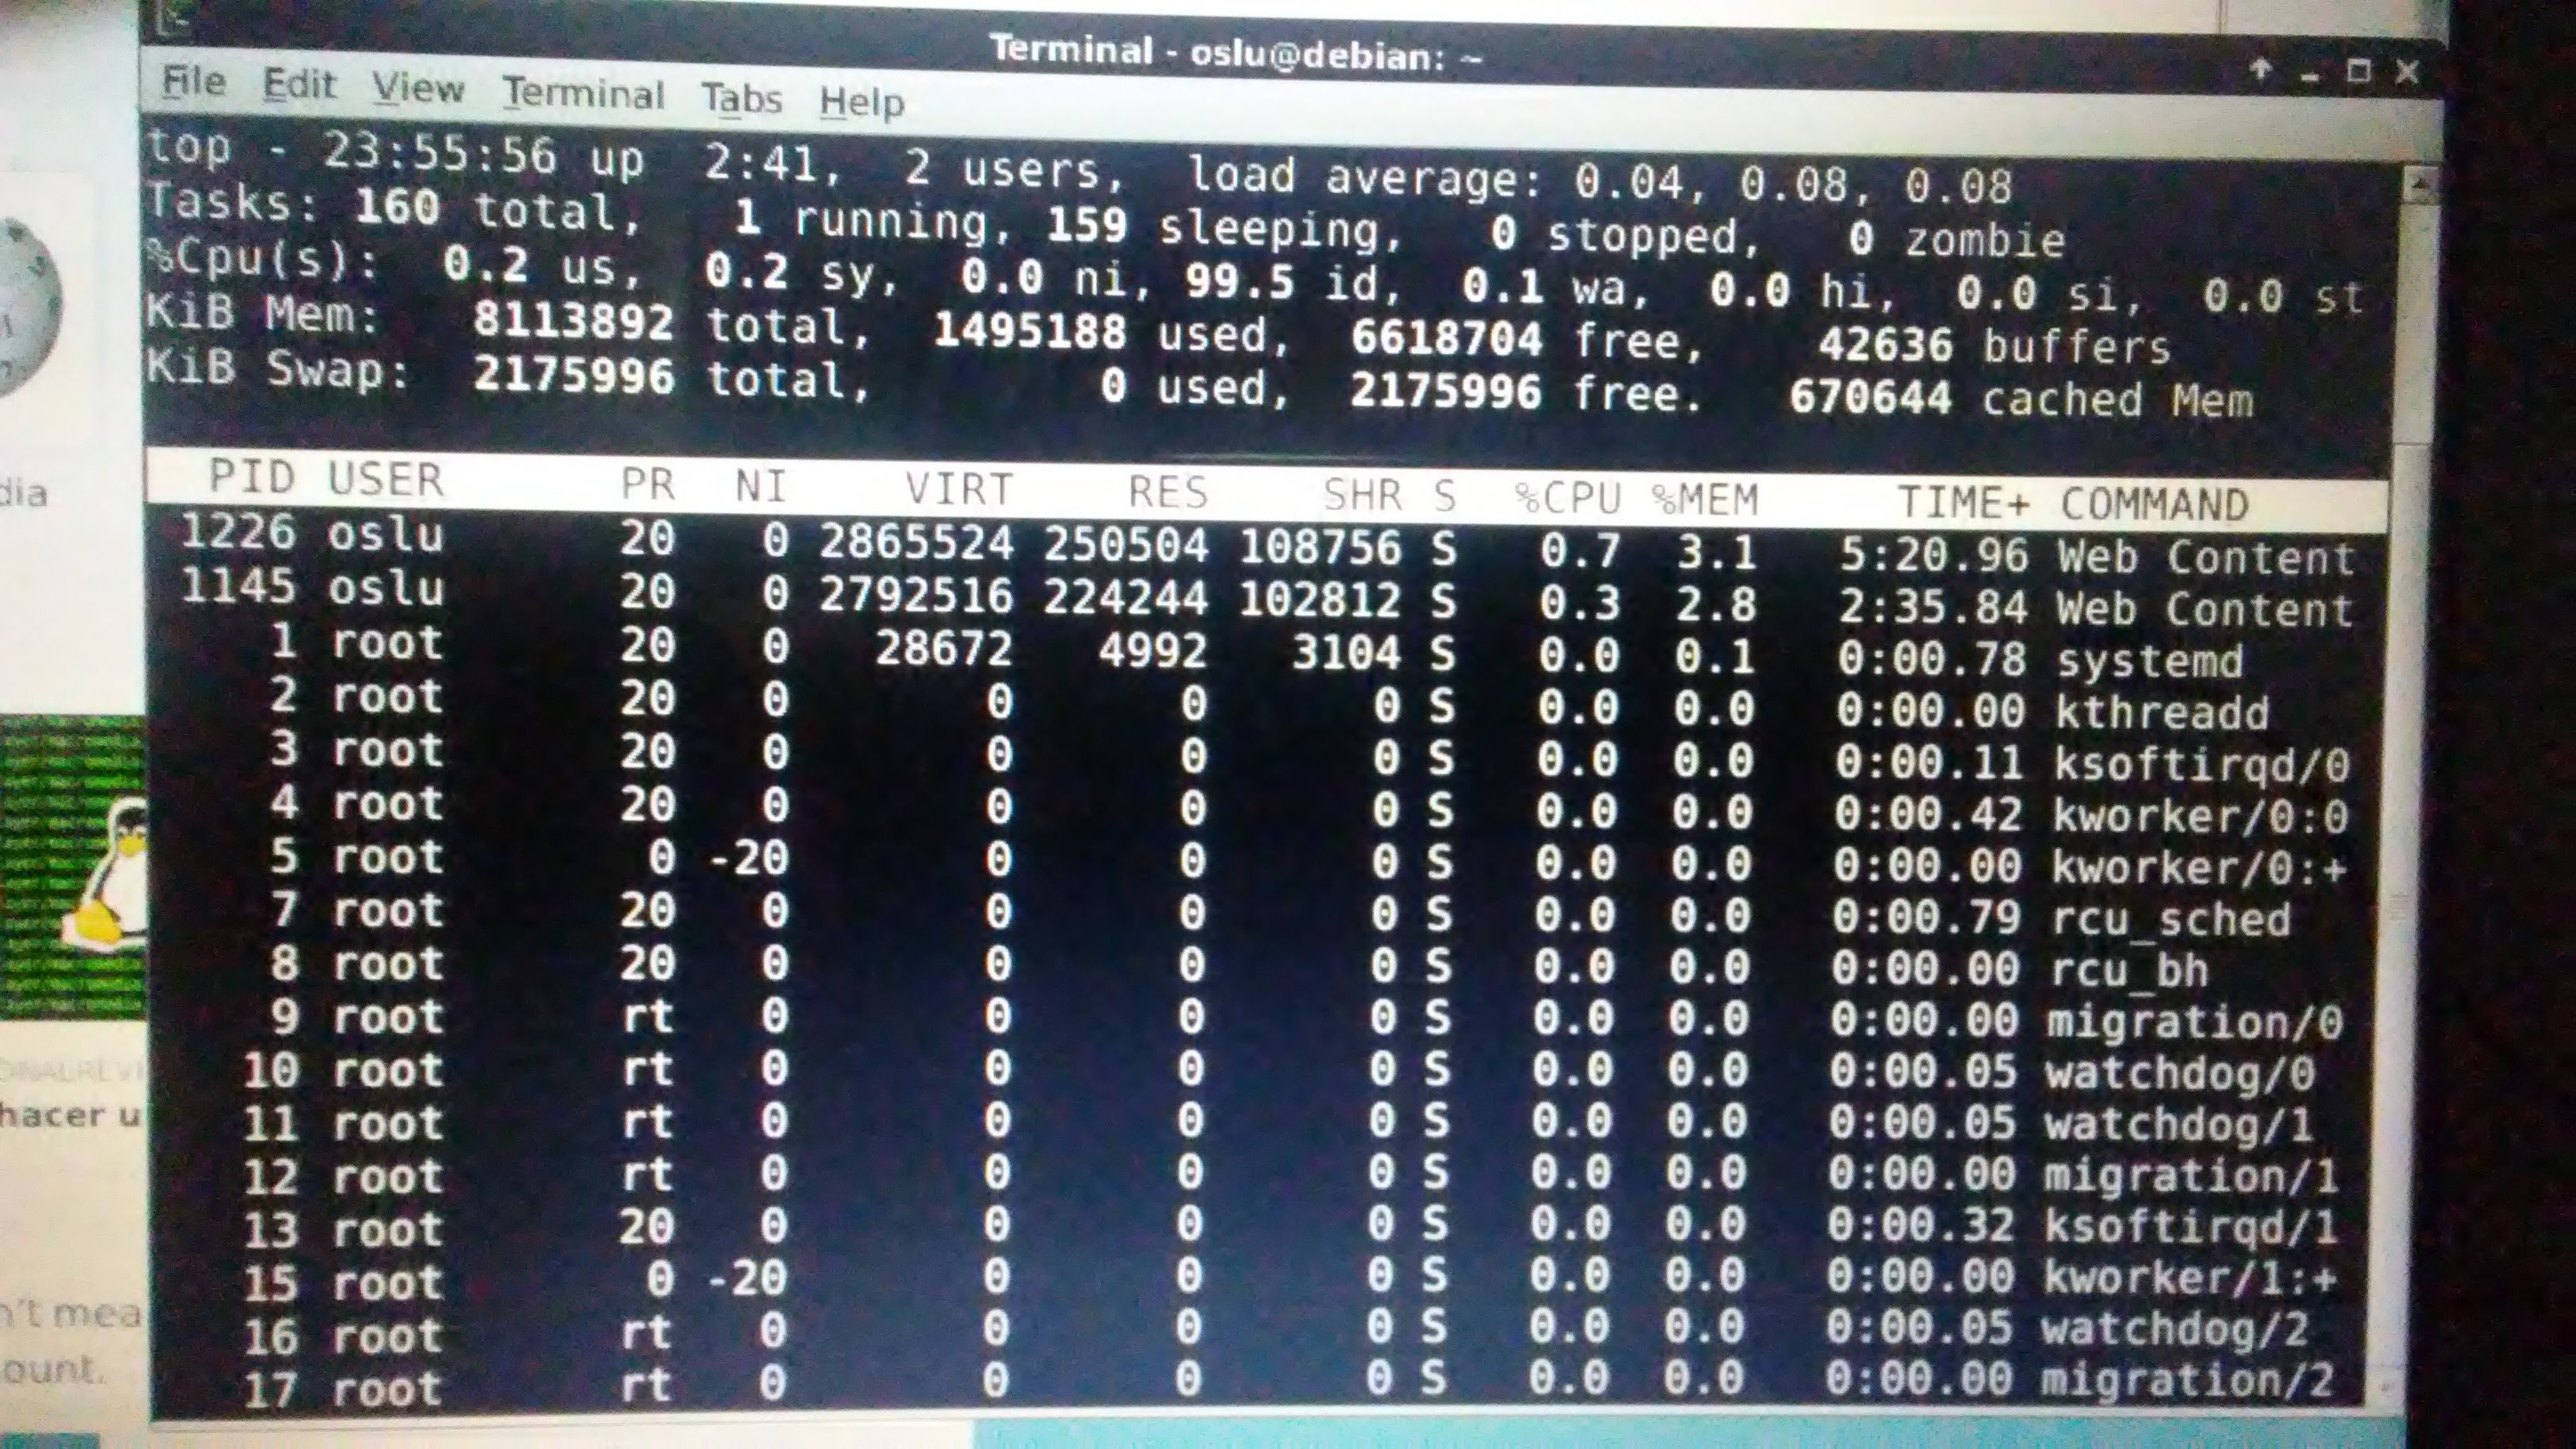 Terminal - oslu@debian: ~
File Edit View Terminal Tabs Help
top - 23:55:56 up 2:41, 2 users, load average: 0.04, 0.08, 0.08
Tasks: 160 total, 1 running, 159 sleeping, 0 stopped, 0 zombie
%Cpu(s): 0.2 us, 0.2 sy, 0.0 ni, 99.5 id, 0.1 wa, 0.0 hi, 0.0 si, 0.0 st
KiB Mem: 8113892 total, 1495188 used, 6618704 free, 42636 buffers
KiB Swap: 2175996 total, 0 used, 2175996 free. 670644 cached Mem
PID USER PR NI VIRT RES SHR S %CPU %MEM TIME+ COMMAND
1226 oslu 20 0 2865524 250504 108756 S 0.7 3.1 5:20.96 Web Content
1145 oslu 20 0 2792516 224244 102812 S 0.3 2.8 2:35.84 Web Content
1 root 20 0 28672 4992 3104 S 0.0 0.1 0:00.78 systemd
2 root 20 0 0 0 0 S 0.0 0.0 0:00.00 kthreadd
3 root 20 0 0 0 0 S 0.0 0.0 0:00.11 ksoftirqd/0
4 root 20 0 0 0 0 S 0.0 0.0 0:00.42 kworker/0:0
5 root 0 -20 0 0 0 S 0.0 0.0 0:00.00 kworker/0:+
7 root 20 0 0 0 0 S 0.0 0.0 0:00.79 rcu_sched
8 root 20 0 0 0 0 S 0.0 0.0 0:00.00 rcu_bh
9 root rt 0 0 0 0 S 0.0 0.0 0:00.00 migration/0
10 root rt 0 0 0 0 S 0.0 0.0 0:00.05 watchdog/0
11 root rt 0 0 0 0 S 0.0 0.0 0:00.05 watchdog/1
12 root rt 0 0 0 0 S 0.0 0.0 0:00.00 migration/1
13 root 20 0 0 0 0 S 0.0 0.0 0:00.32 ksoftirqd/1
15 root 0 -20 0 0 0 S 0.0 0.0 0:00.00 kworker/1:+
16 root rt 0 0 0 0 S 0.0 0.0 0:00.05 watchdog/2
17 root rt 0 0 0 0 S 0.0 0.0 0:00.00 migration/2
dia
hacer u
n't mea
ount.